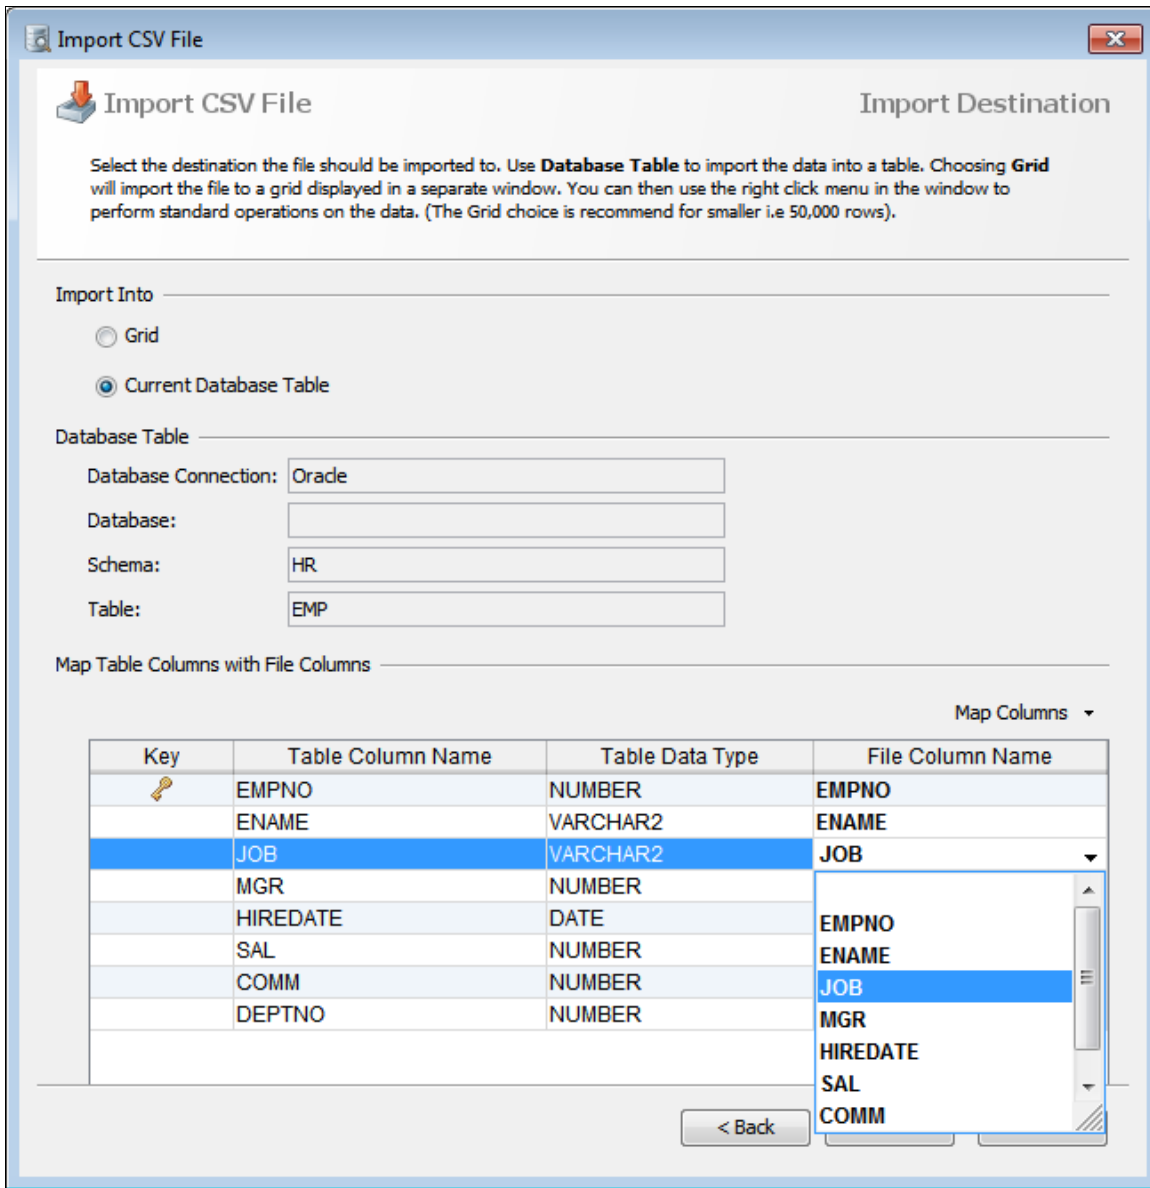 Import CSV File
Import CSV File Import Destination
Select the destination the file should be imported to. Use Database Table to import the data into a table. Choosing Grid
will import the file to a grid displayed in a separate window. You can then use the right click menu in the window to
perform standard operations on the data. (The Grid choice is recommend for smaller i.e 50,000 rows).
Import Into
Grid
Current Database Table
Database Table
Database Connection: Oracle
Database:
Schema: HR
Table: EMP
Map Table Columns with File Columns
Map Columns
Key Table Column Name Table Data Type File Column Name
EMPNO NUMBER EMPNO
ENAME VARCHAR2 ENAME
JOB VARCHAR2 JOB
MGR NUMBER
HIREDATE DATE
SAL NUMBER
COMM NUMBER
DEPTNO NUMBER
EMPNO
ENAME
JOB
MGR
HIREDATE
SAL
COMM
< Back